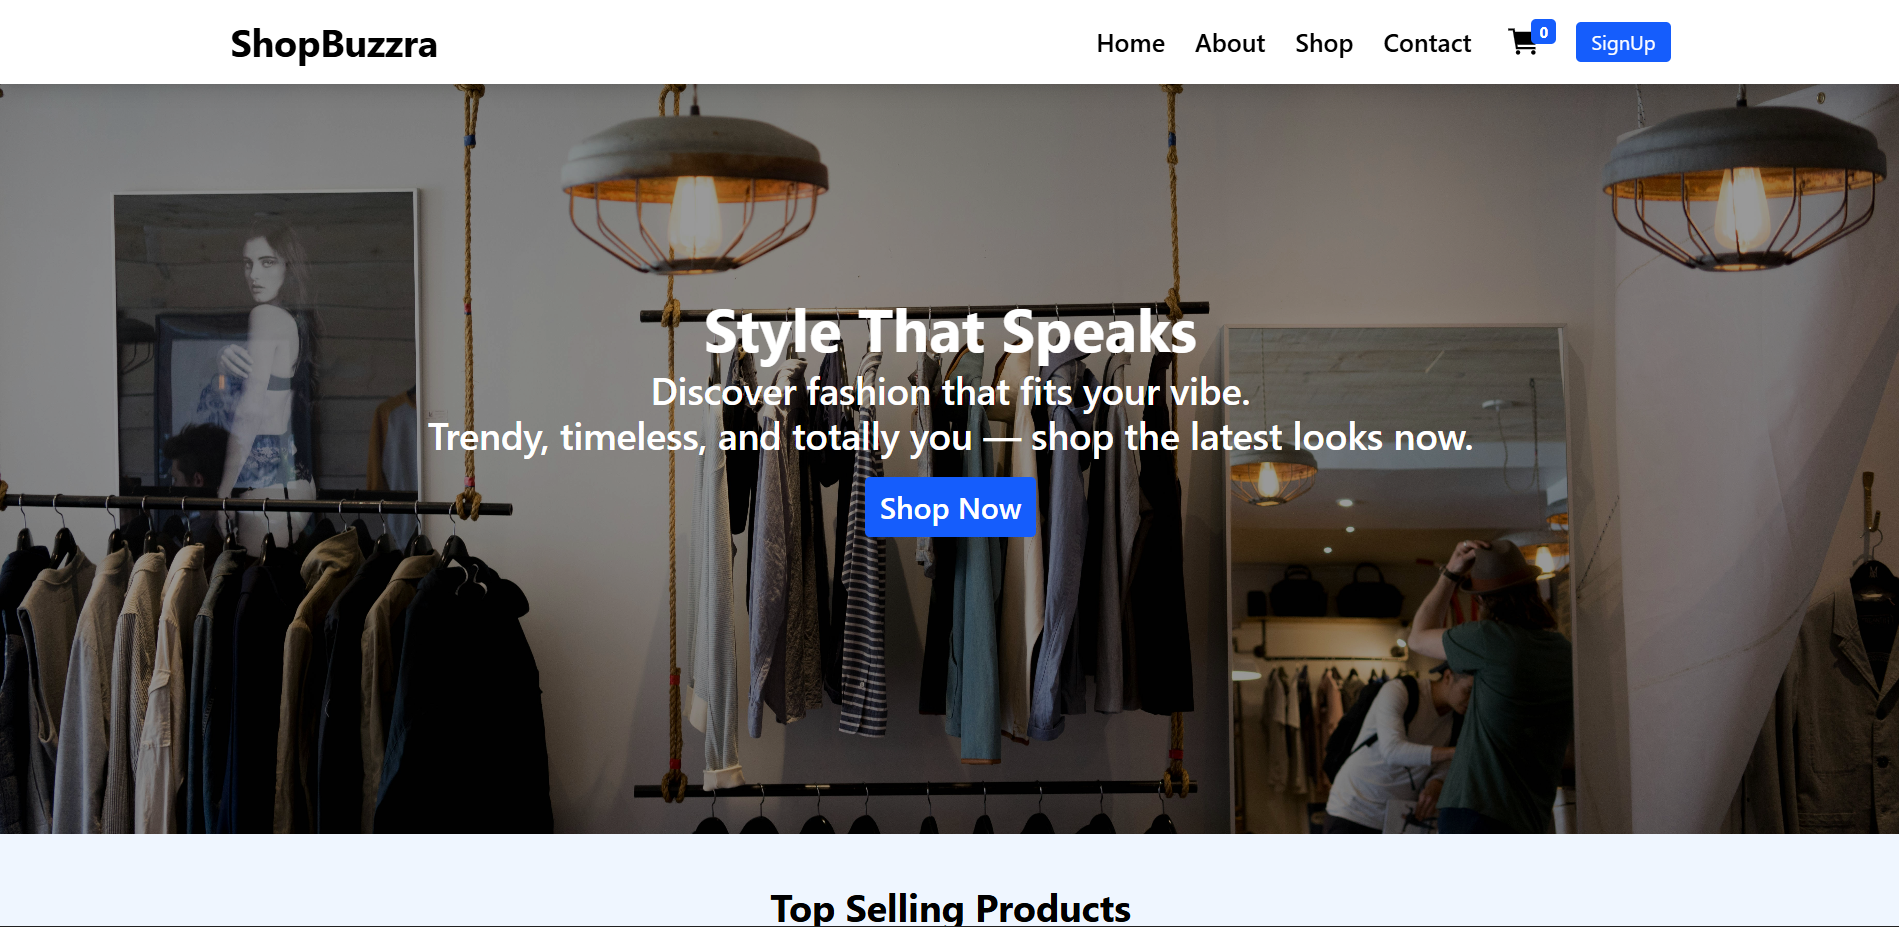 ShopBuzzra
Home About Shop Contact 0 SignUp
Style That Speaks
Discover fashion that fits your vibe.
Trendy, timeless, and totally you — shop the latest looks now.
Shop Now
Top Selling Products